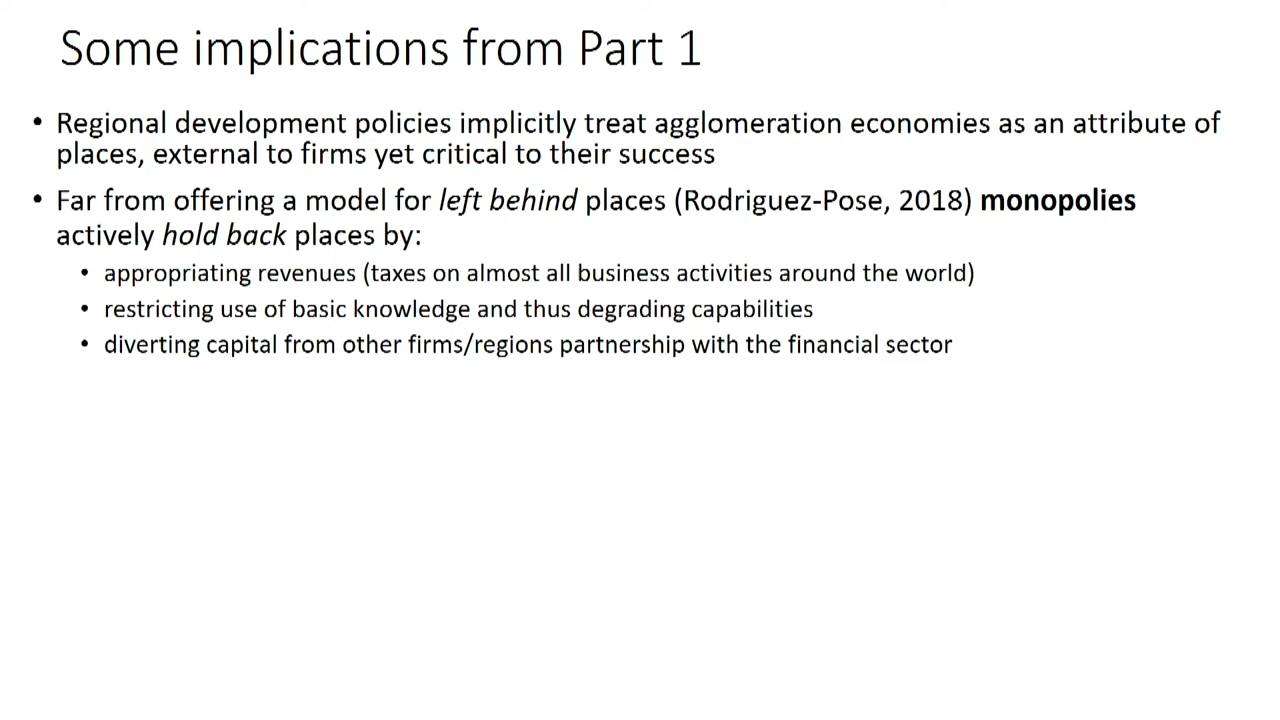 Some implications from Part 1
• Regional development policies implicitly treat agglomeration economies as an attribute of
places, external to firms yet critical to their success
• Far from offering a model for left behind places (Rodriguez-Pose, 2018) monopolies
actively hold back places by:
• appropriating revenues (taxes on almost all business activities around the world)
• restricting use of basic knowledge and thus degrading capabilities
• diverting capital from other firms/regions partnership with the financial sector